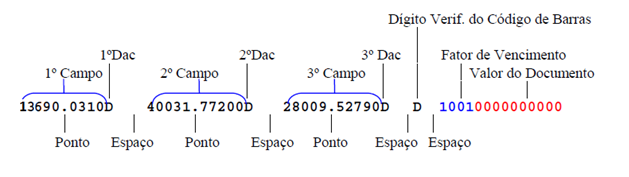 Dígito Verif. do Código de Barras
1ºDac 2ºDac 3º Dac Fator de Vencimento
1º Campo 2º Campo 3º Campo Valor do Documento
13690.0310D 40031.77200D 28009.52790D D 10010000000000
Ponto Espaço Ponto Espaço Ponto Espaço Espaço